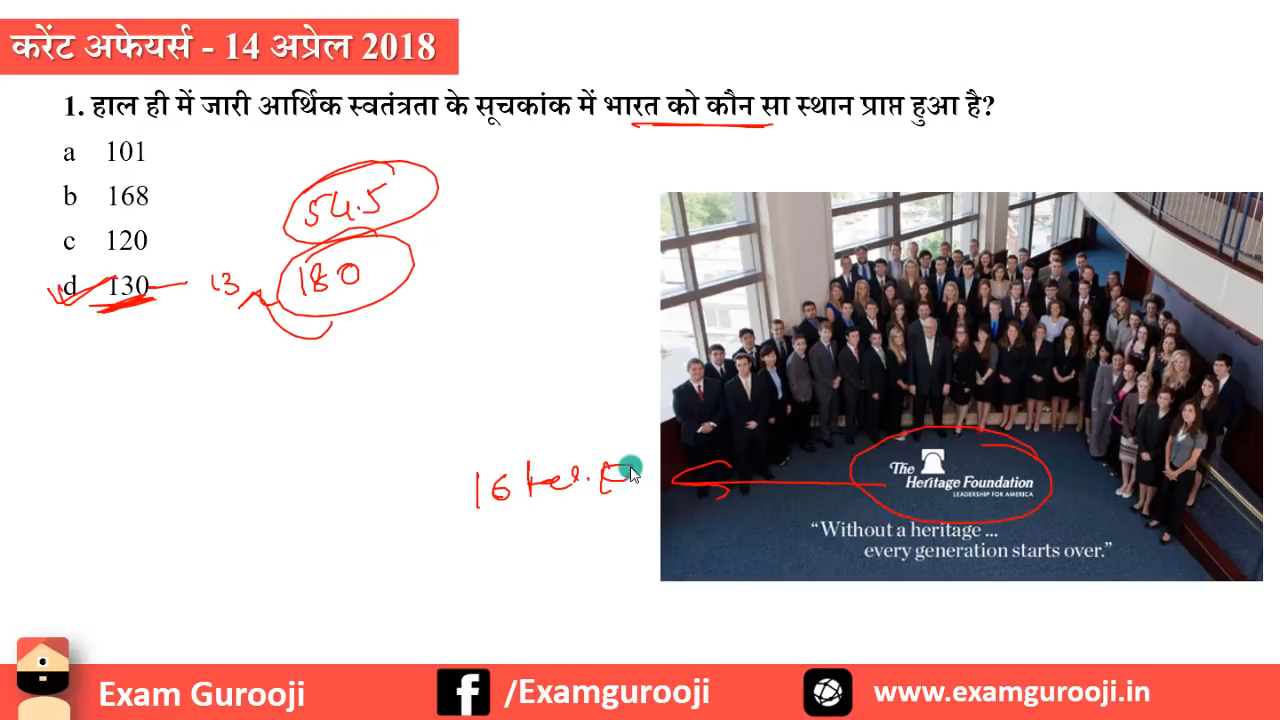 करेंट अफेयर्स - 14 अप्रेल 2018
1. हाल ही में जारी आर्थिक स्वतंत्रता के सूचकांक में भारत को कौन सा स्थान प्राप्त हुआ है?
a 101
b 168
c 120
d 130
13
54.5
180
16
The Heritage Foundation
LEADERSHIP FOR AMERICA
“Without a heritage ...
every generation starts over.”
Exam Gurooji
f /Examgurooji
www.examgurooji.in